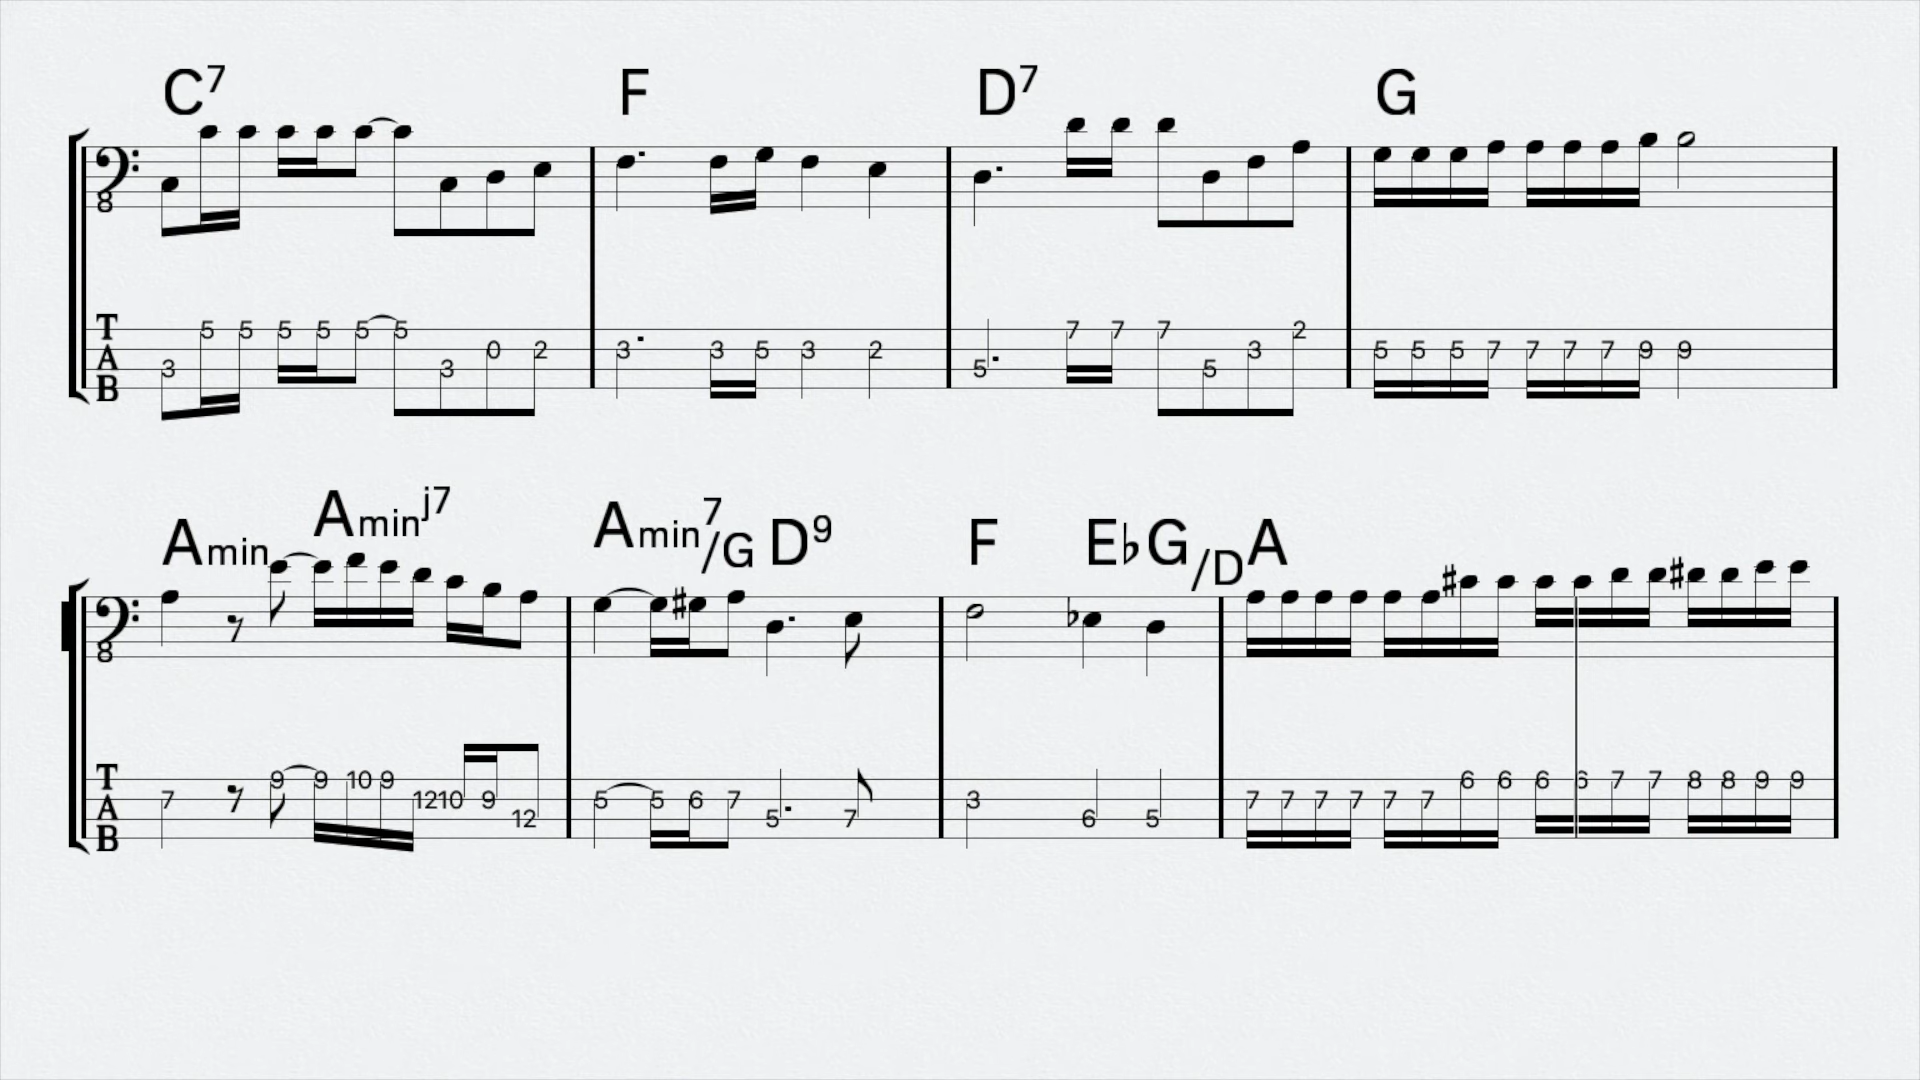 C7 F D7 G
8
T 5 5 5 5 5 5 7 7 7 2
A 0 2 3 3 5 3 2 3 5 5 5 7 7 7 7 9 9
3 3 5 5
B
Amin Aminj7 Amin7/G D9 F E♭ G/D A
8
T 9 9 10 9 6 6 6 6 7 7 8 8 9 9
A 7 12 10 9 5 5 6 7 3 7 7 7 7 7 7
12 5 7 6 5
B